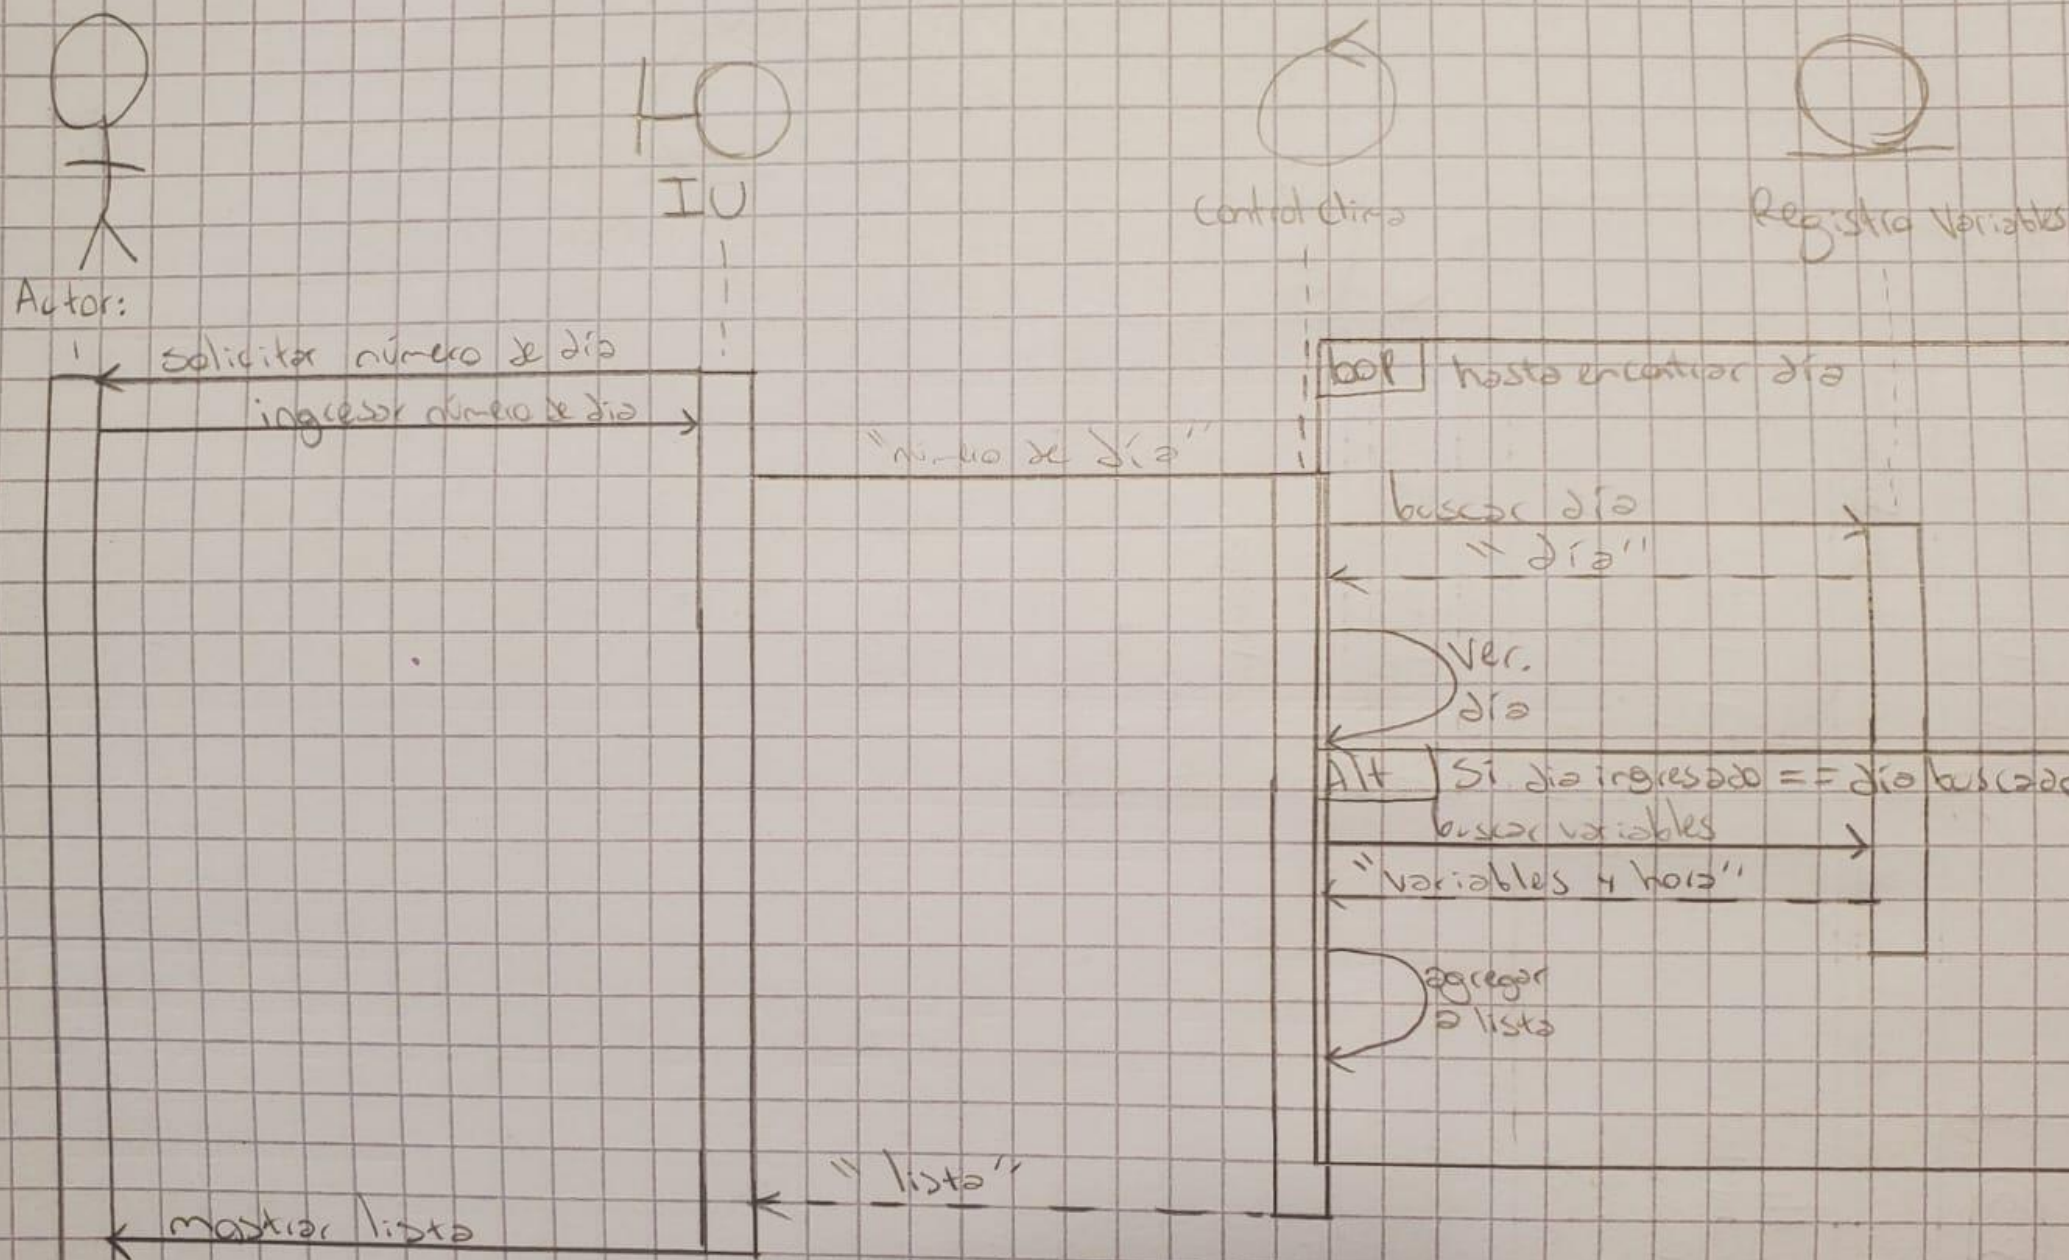 IU
Control Clima
Registro Variables
Actor:
solicitar número de día
loop hasta encontrar día
ingresar número de dia
"número de día"
buscar día
"día"
ver.
día
Alt Si dia ingresado == día buscado
buscar variables
"variables y hora"
agregar
a lista
"lista"
mostrar lista